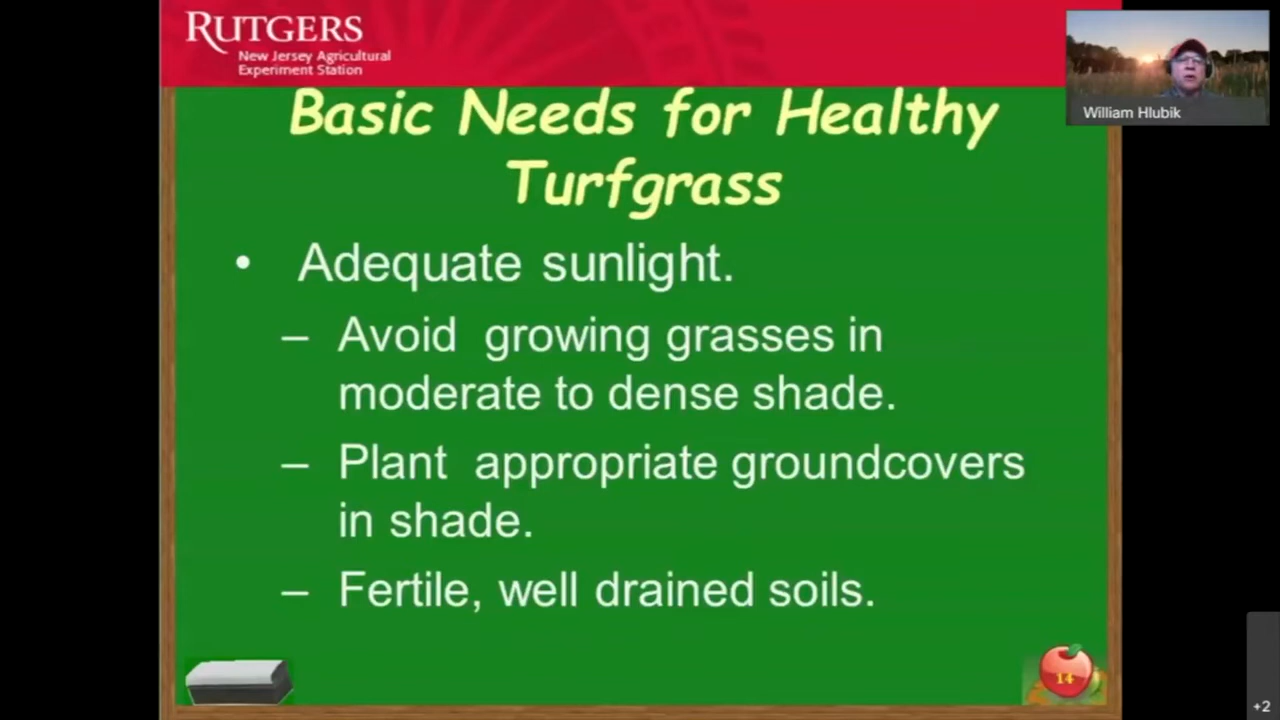 RUTGERS
New Jersey Agricultural
Experiment Station
William Hlubik
Basic Needs for Healthy
Turfgrass
• Adequate sunlight.
– Avoid growing grasses in
moderate to dense shade.
– Plant appropriate groundcovers
in shade.
– Fertile, well drained soils.
14
+2